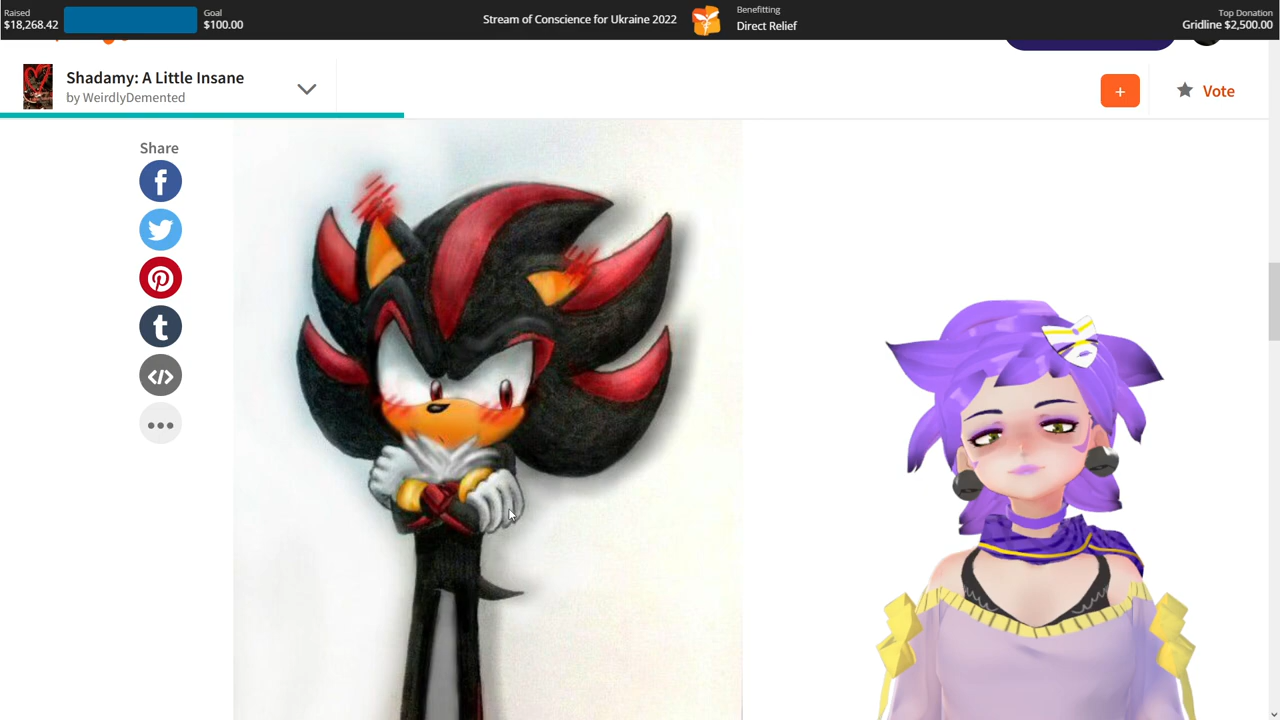 Raised
$18,268.42
Goal
$100.00
Stream of Conscience for Ukraine 2022
Benefitting
Direct Relief
Top Donation
Gridline $2,500.00
Shadamy: A Little Insane
by WeirdlyDemented
+
Vote
Share
f
t